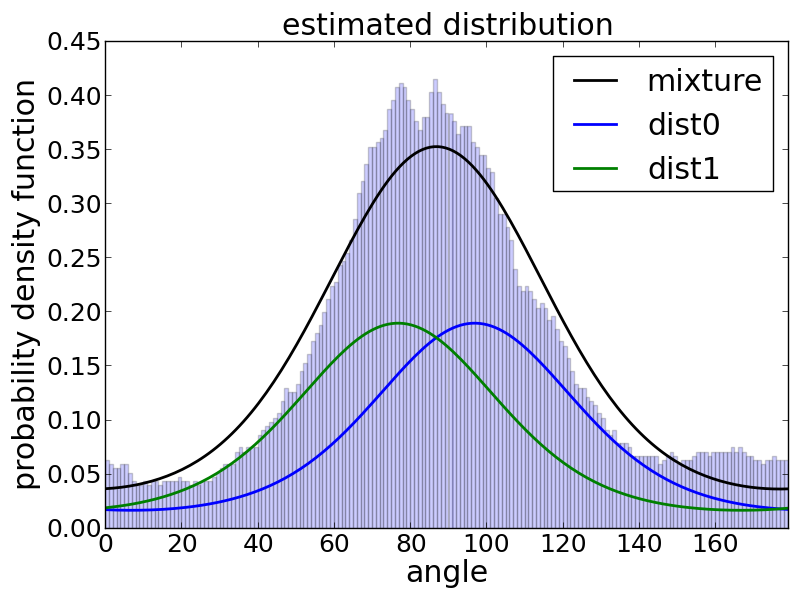 estimated distribution
probability density function
0.45
0.40
0.35
0.30
0.25
0.20
0.15
0.10
0.05
0.00
mixture
dist0
dist1
0 20 40 60 80 100 120 140 160
angle